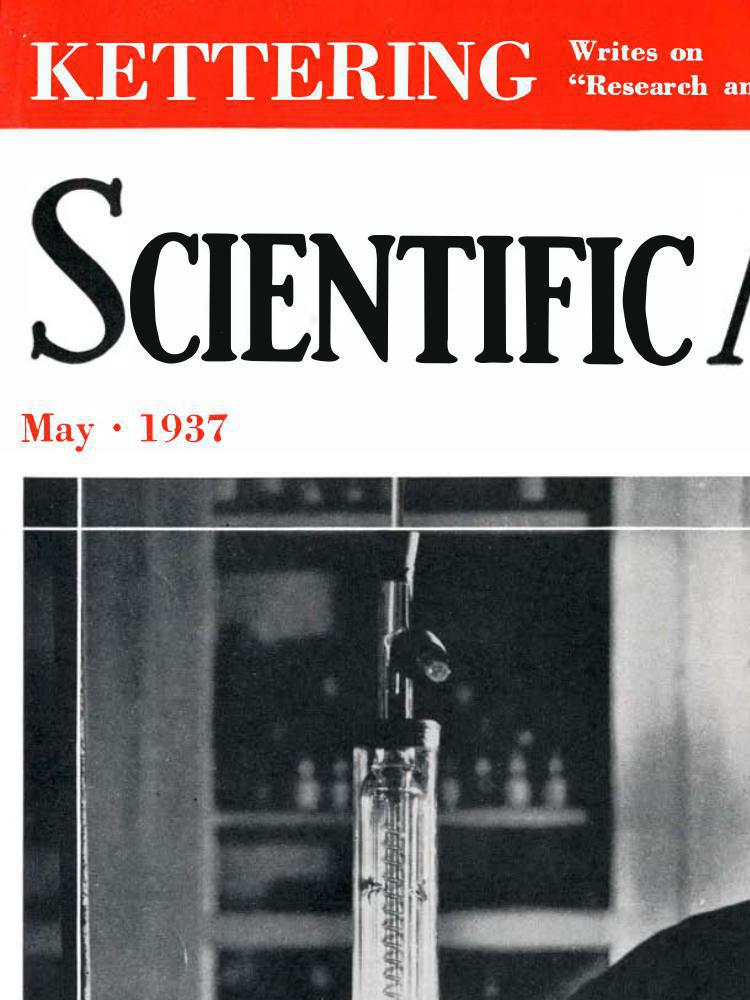 KETTERING
Writes on
“Research
SCIENTIFIC
May · 1937